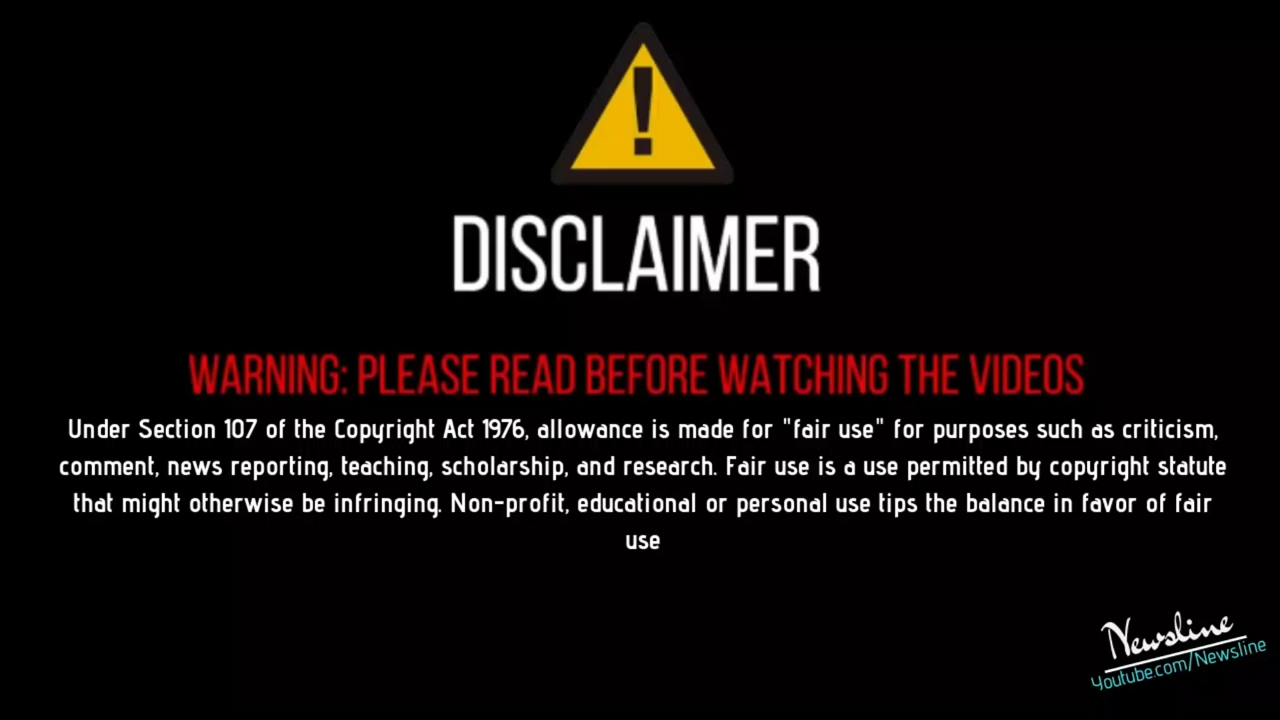 !
DISCLAIMER
WARNING: PLEASE READ BEFORE WATCHING THE VIDEOS
Under Section 107 of the Copyright Act 1976, allowance is made for "fair use" for purposes such as criticism,
comment, news reporting, teaching, scholarship, and research. Fair use is a use permitted by copyright statute
that might otherwise be infringing. Non-profit, educational or personal use tips the balance in favor of fair
use
Newsline
Youtube.com/Newsline